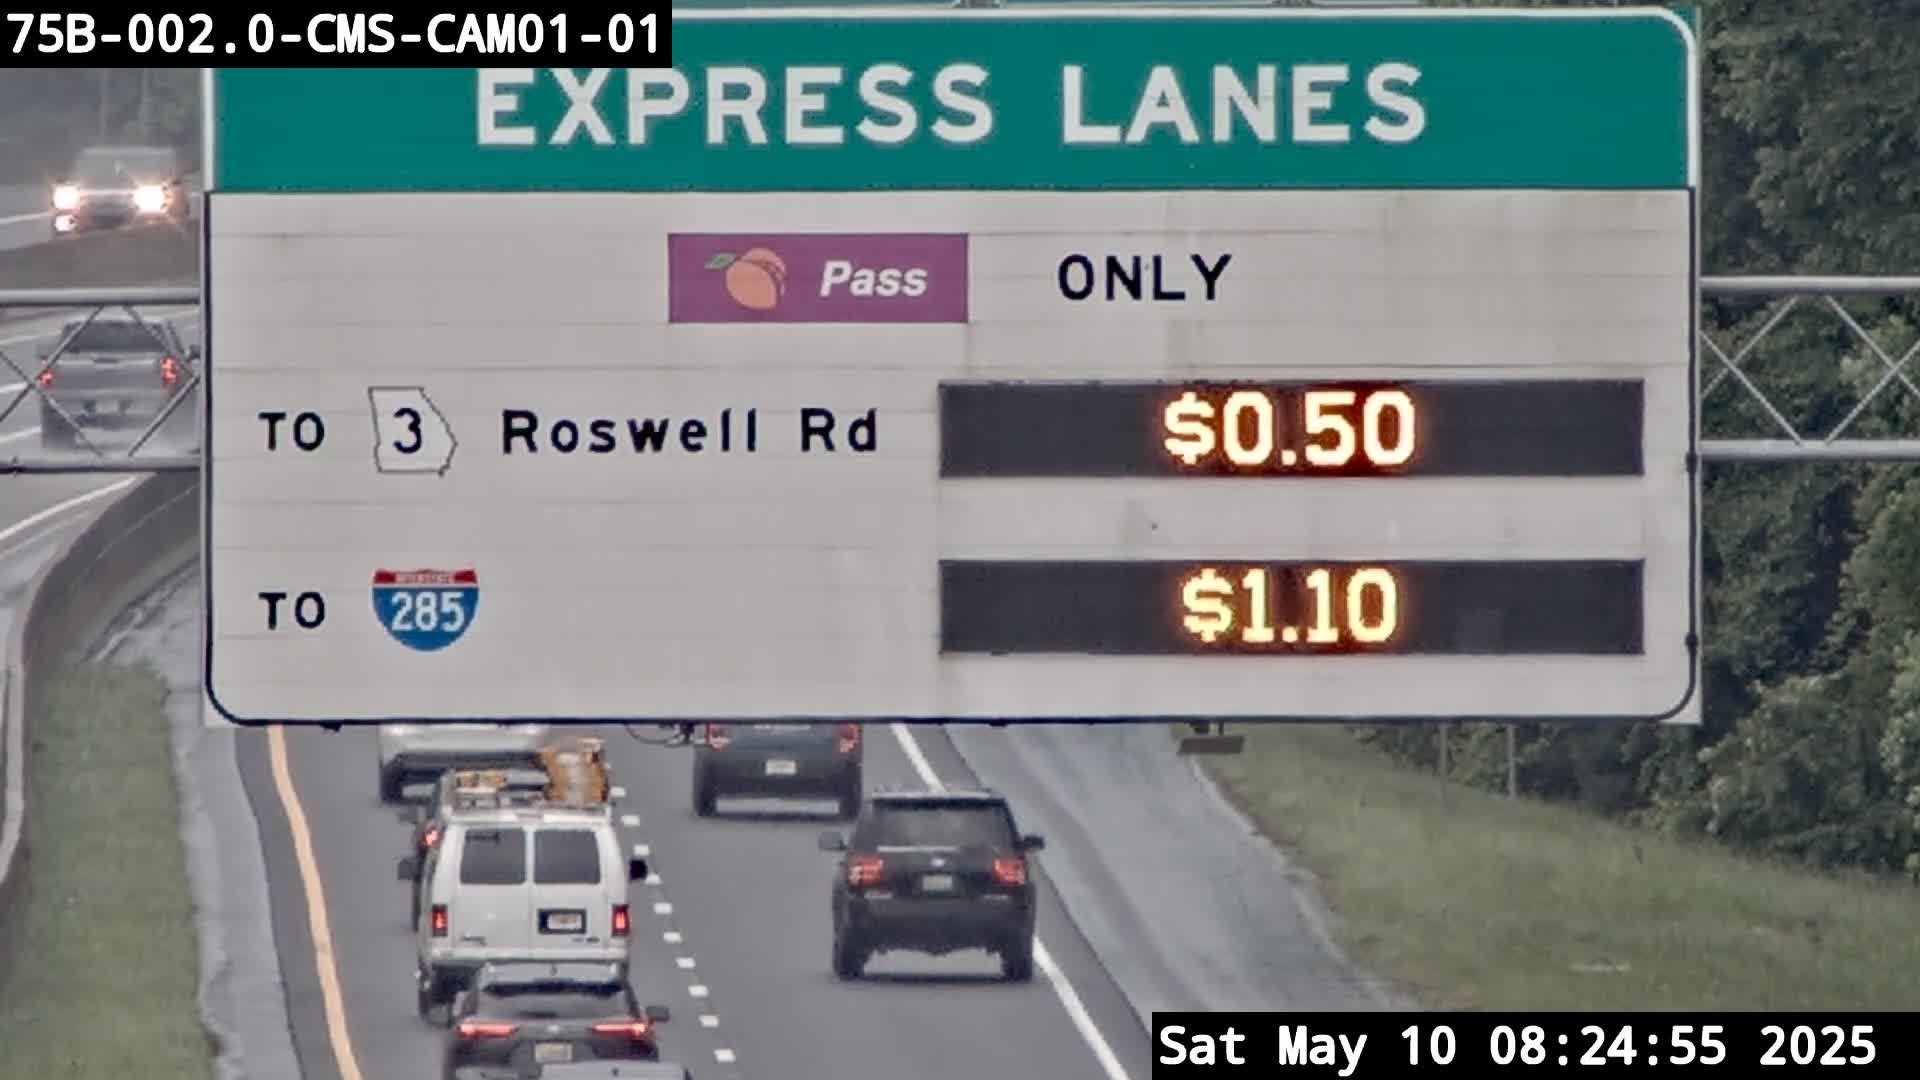 75B-002.0-CMS-CAM01-01
EXPRESS LANES
Pass ONLY
TO 3 Roswell Rd $0.50
TO 285 $1.10
Sat May 10 08:24:55 2025